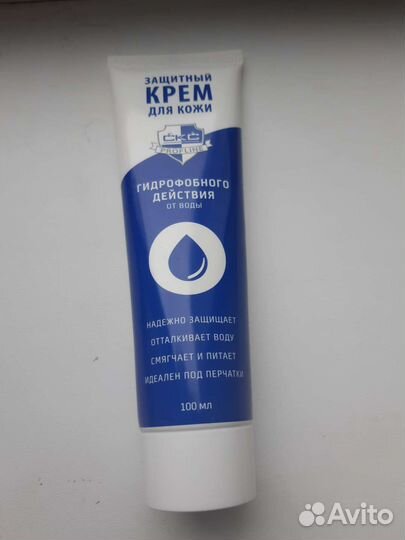 ЗАЩИТНЫЙ
КРЕМ
ДЛЯ КОЖИ
СКС
PROFLINE
ГИДРОФОБНОГО
ДЕЙСТВИЯ
ОТ ВОДЫ
НАДЕЖНО ЗАЩИЩАЕТ
ОТТАЛКИВАЕТ ВОДУ
СМЯГЧАЕТ И ПИТАЕТ
ИДЕАЛЕН ПОД ПЕРЧАТКИ
100 МЛ
Avito